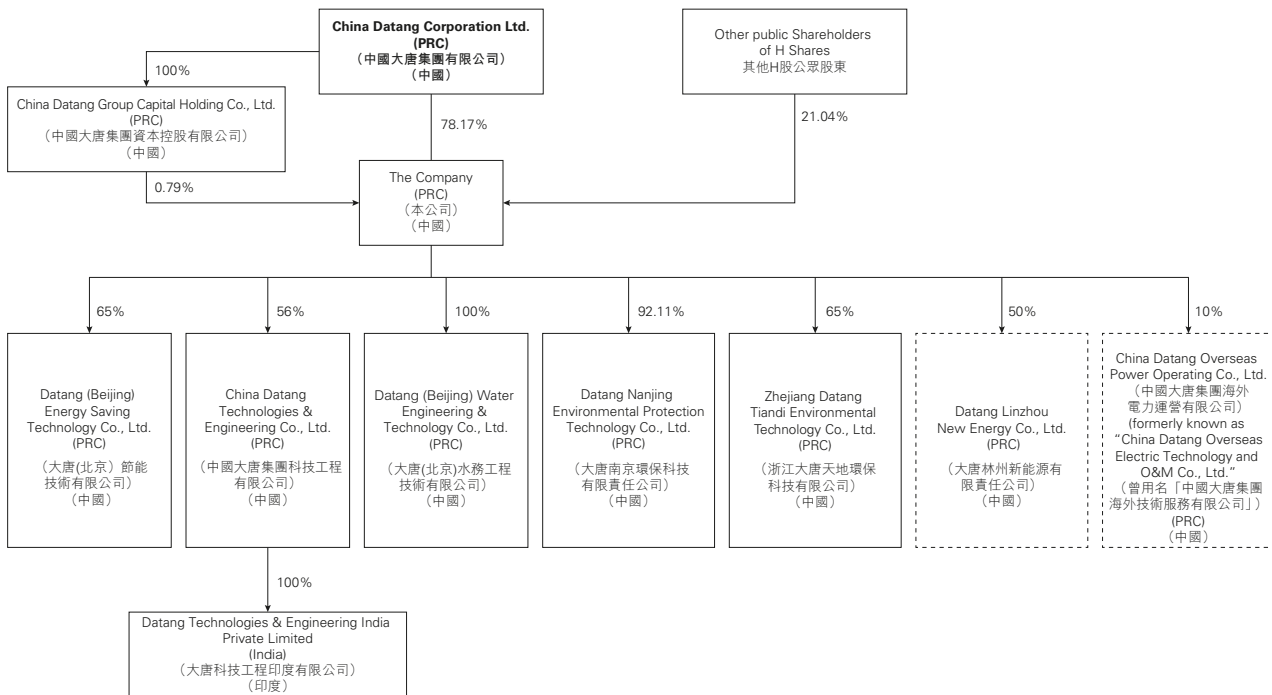 China Datang Corporation Ltd.
(PRC)
（中國大唐集團有限公司）
（中國）
Other public Shareholders
of H Shares
其他H股公眾股東
100%
China Datang Group Capital Holding Co., Ltd.
(PRC)
（中國大唐集團資本控股有限公司）
（中國）
78.17%
21.04%
0.79%
The Company
(PRC)
（本公司）
（中國）
65%
56%
100%
92.11%
65%
50%
10%
Datang (Beijing)
Energy Saving
Technology Co., Ltd.
(PRC)
（大唐(北京）節能
技術有限公司）
（中國）
China Datang
Technologies &
Engineering Co., Ltd.
(PRC)
（中國大唐集團科技工程
有限公司）
（中國）
Datang (Beijing) Water
Engineering &
Technology Co., Ltd.
(PRC)
（大唐(北京)水務工程
技術有限公司）
（中國）
Datang Nanjing
Environmental Protection
Technology Co., Ltd.
(PRC)
（大唐南京環保科技
有限責任公司）
（中國）
Zhejiang Datang
Tiandi Environmental
Technology Co., Ltd.
(PRC)
（浙江大唐天地環保
科技有限公司）
（中國）
Datang Linzhou
New Energy Co., Ltd.
(PRC)
（大唐林州新能源有
限責任公司）
（中國）
China Datang Overseas
Power Operating Co., Ltd.
（中國大唐集團海外
電力運營有限公司）
(formerly known as
“China Datang Overseas
Electric Technology and
O&M Co., Ltd.”
（曾用名「中國大唐集團
海外技術服務有限公司」）
(PRC)
（中國）
100%
Datang Technologies & Engineering India
Private Limited
(India)
（大唐科技工程印度有限公司）
（印度）